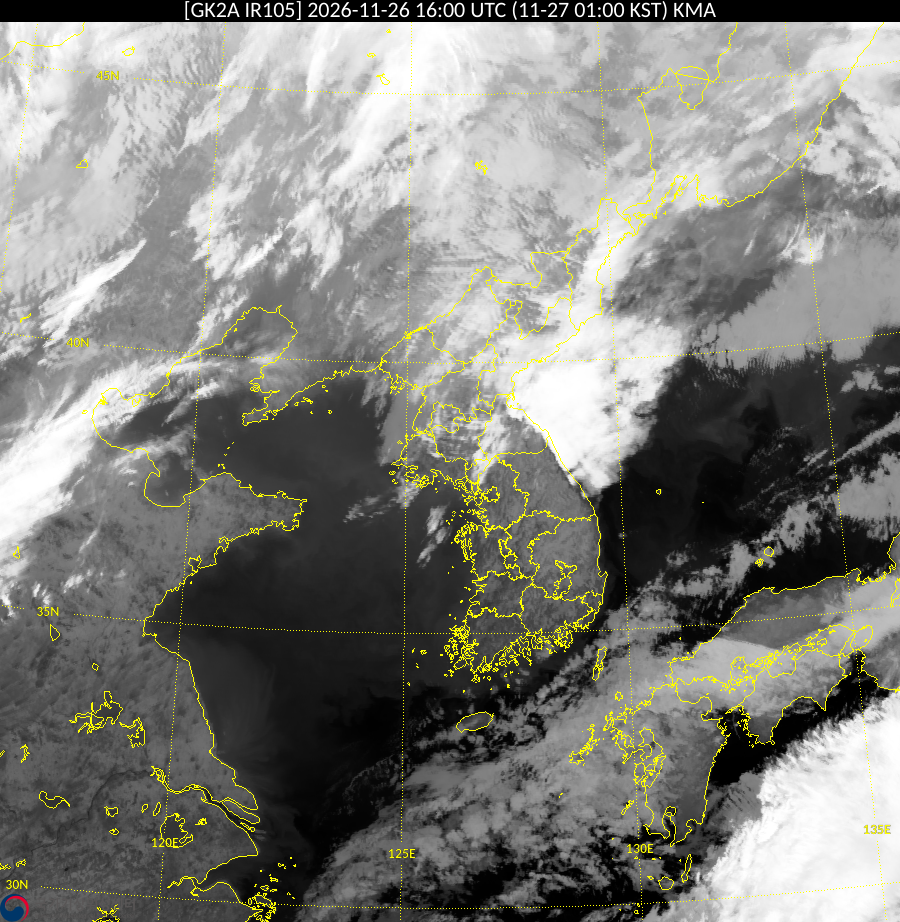 [GK2A IR105] 2026-11-26 16:00 UTC (11-27 01:00 KST) KMA
45N
40N
35N
135E
120E
125E
130E
30N